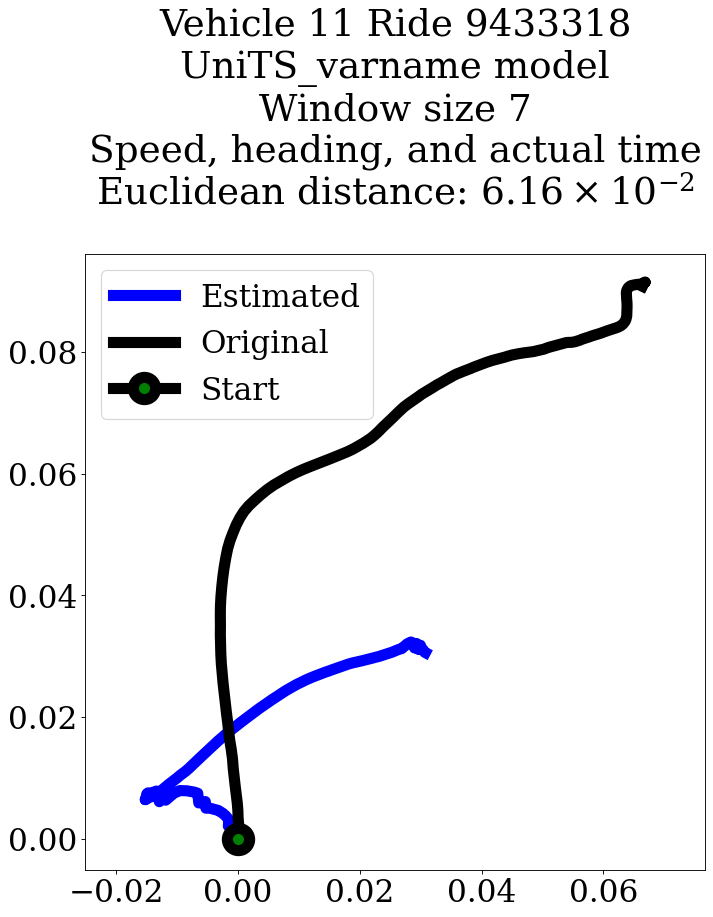 Vehicle 11 Ride 9433318
UniTS_varname model
Window size 7
Speed, heading, and actual time
Euclidean distance: 6.16 × 10⁻²
Estimated
Original
Start
0.08
0.06
0.04
0.02
0.00
−0.02 0.00 0.02 0.04 0.06